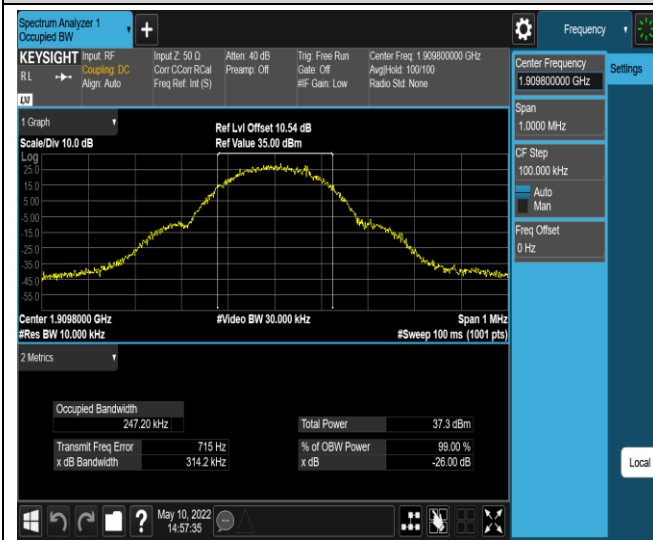 Spectrum Analyzer 1
Occupied BW
+
Frequency
KEYSIGHT Input: RF Input Z: 50 Ω Atten: 40 dB Trig: Free Run Center Freq: 1.909800000 GHz
RL Coupling: DC Corr CCorr RCal Preamp: Off Gate: Off Avg|Hold: 100/100
Align: Auto Freq Ref: Int (S) #IF Gain: Low Radio Std: None
LXI
Center Frequency
1.909800000 GHz
Settings
Span
1.0000 MHz
CF Step
100.000 kHz
Auto
Man
Freq Offset
0 Hz
1 Graph
Ref Lvl Offset 10.54 dB
Scale/Div 10.0 dB Ref Value 35.00 dBm
Log
25.0
15.0
5.00
-5.00
-15.0
-25.0
-35.0
-45.0
-55.0
Center 1.9098000 GHz #Video BW 30.000 kHz Span 1 MHz
#Res BW 10.000 kHz #Sweep 100 ms (1001 pts)
2 Metrics
Occupied Bandwidth
247.20 kHz
Total Power 37.3 dBm
Transmit Freq Error 715 Hz % of OBW Power 99.00 %
x dB Bandwidth 314.2 kHz x dB -26.00 dB
Local
? May 10, 2022
14:57:35